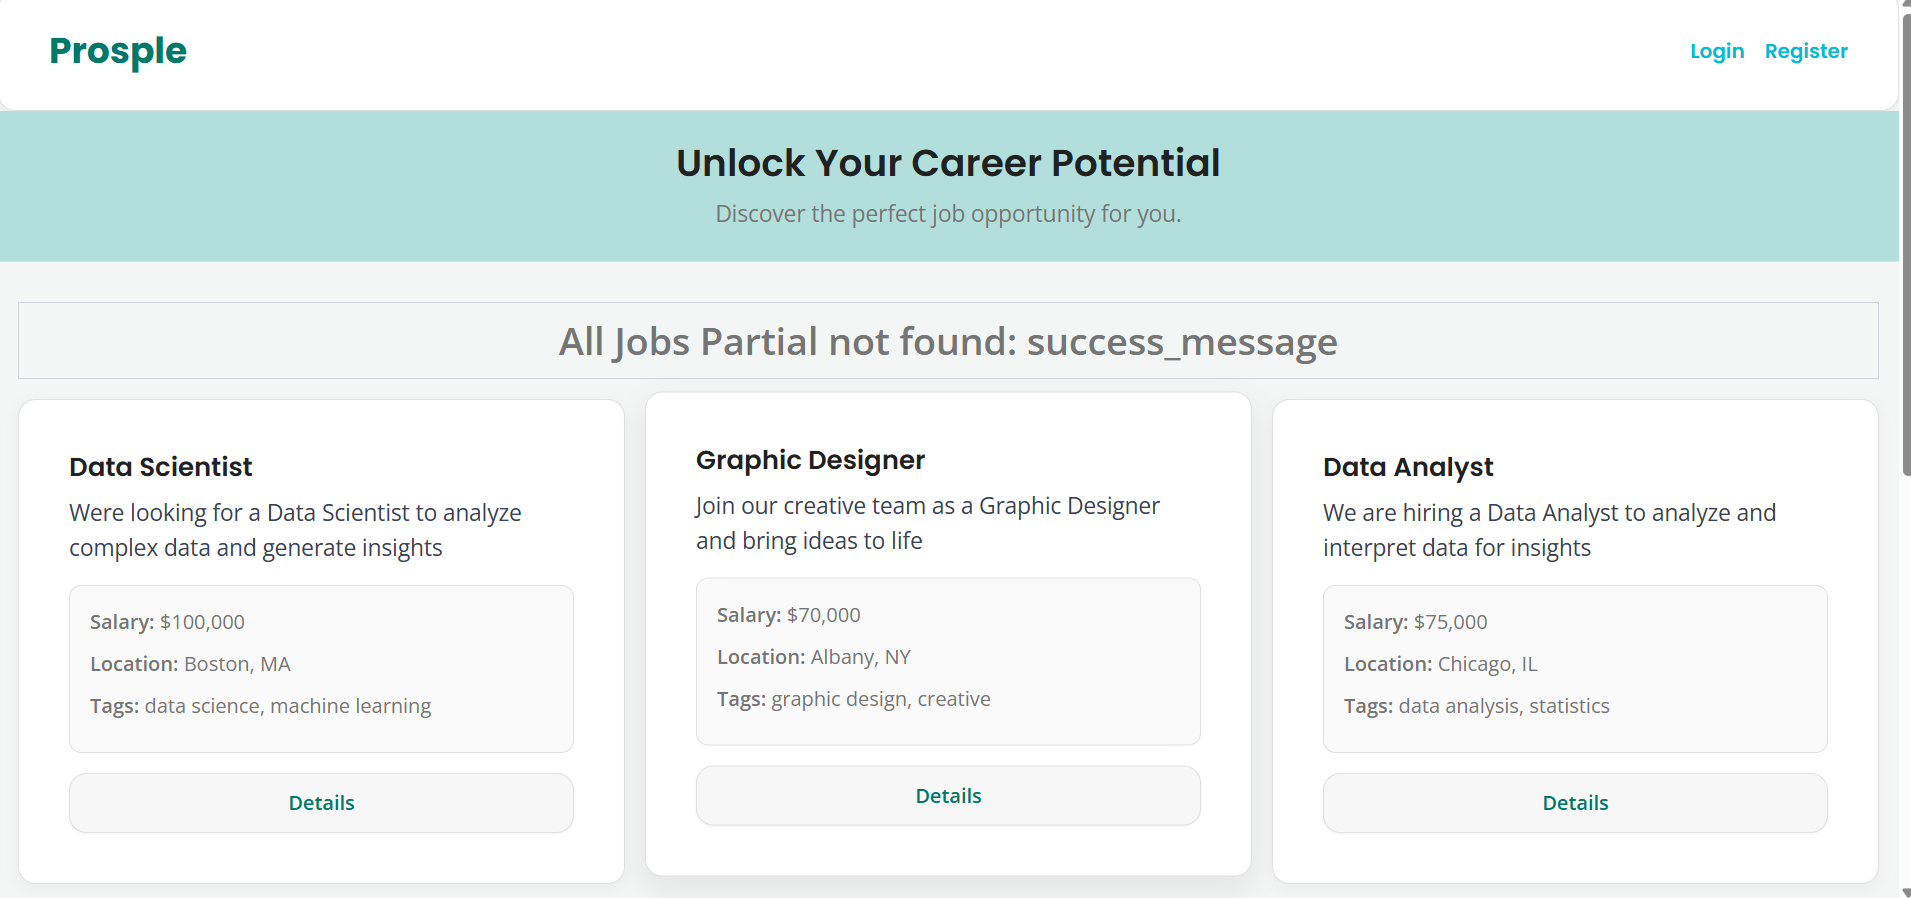 Prosple
Login Register
Unlock Your Career Potential
Discover the perfect job opportunity for you.
All Jobs Partial not found: success_message
Data Scientist
Were looking for a Data Scientist to analyze
complex data and generate insights
Salary: $100,000
Location: Boston, MA
Tags: data science, machine learning
Details
Graphic Designer
Join our creative team as a Graphic Designer
and bring ideas to life
Salary: $70,000
Location: Albany, NY
Tags: graphic design, creative
Details
Data Analyst
We are hiring a Data Analyst to analyze and
interpret data for insights
Salary: $75,000
Location: Chicago, IL
Tags: data analysis, statistics
Details